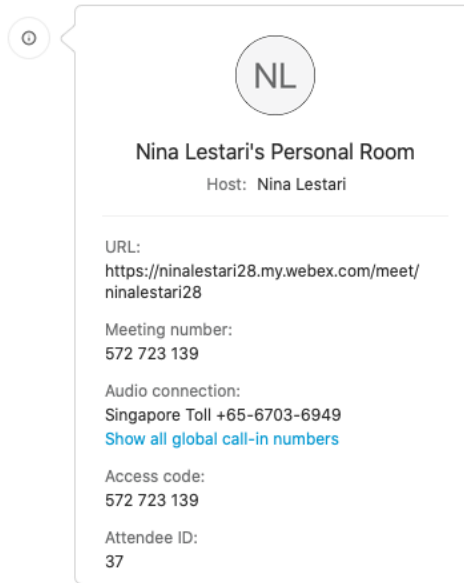 NL
Nina Lestari's Personal Room
Host: Nina Lestari
URL:
https://ninalestari28.my.webex.com/meet/
ninalestari28
Meeting number:
572 723 139
Audio connection:
Singapore Toll +65-6703-6949
Show all global call-in numbers
Access code:
572 723 139
Attendee ID:
37